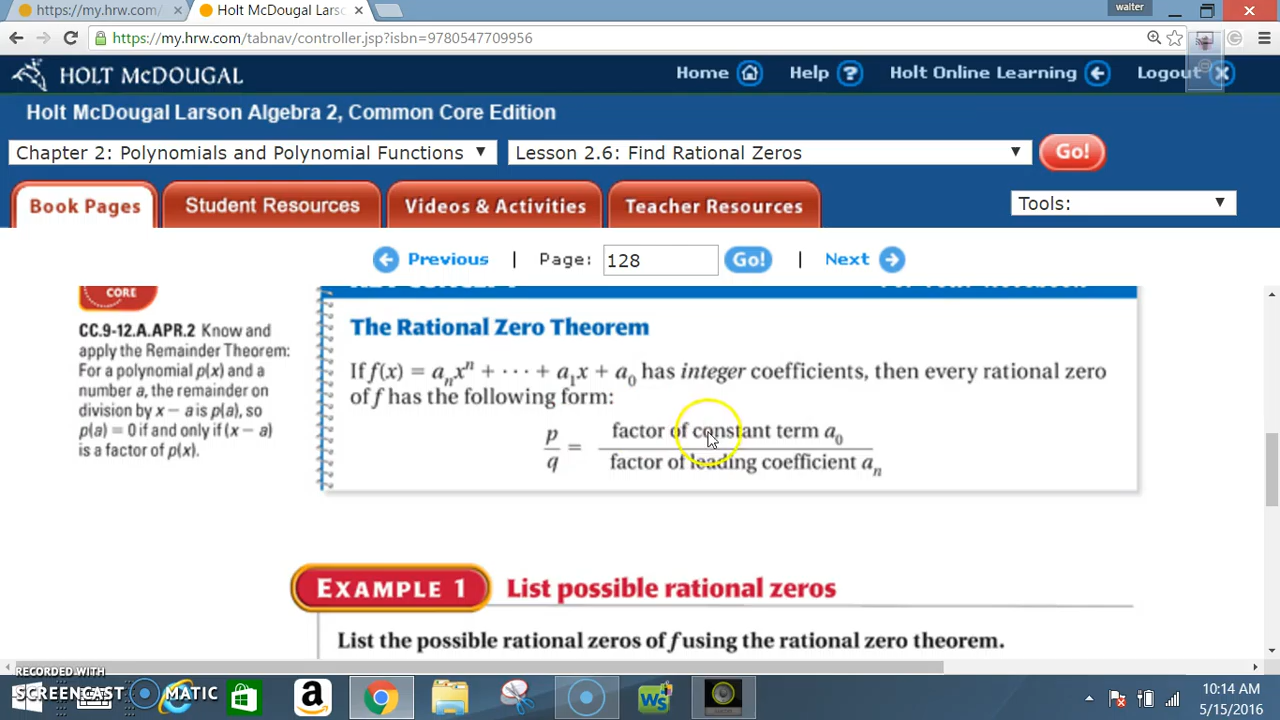 https://my.hrw.com/tabnav/
Holt McDougal Larso
walter
https://my.hrw.com/tabnav/controller.jsp?isbn=9780547709956
HOLT McDOUGAL
Home
Help ?
Holt Online Learning
Logout
Holt McDougal Larson Algebra 2, Common Core Edition
Chapter 2: Polynomials and Polynomial Functions
Lesson 2.6: Find Rational Zeros
Go!
Book Pages
Student Resources
Videos & Activities
Teacher Resources
Tools:
Previous | Page: 128 Go! | Next
CORE
CC.9-12.A.APR.2 Know and
apply the Remainder Theorem:
For a polynomial p(x) and a
number a, the remainder on
division by x – a is p(a), so
p(a) = 0 if and only if (x – a)
is a factor of p(x).
The Rational Zero Theorem
If f(x) = aₙxⁿ + · · · + a₁x + a₀ has integer coefficients, then every rational zero
of f has the following form:
p/q = factor of constant term a₀ / factor of leading coefficient aₙ
EXAMPLE 1 List possible rational zeros
List the possible rational zeros of f using the rational zero theorem.
RECORDED WITH
SCREENCAST MATIC
WS
10:14 AM
5/15/2016